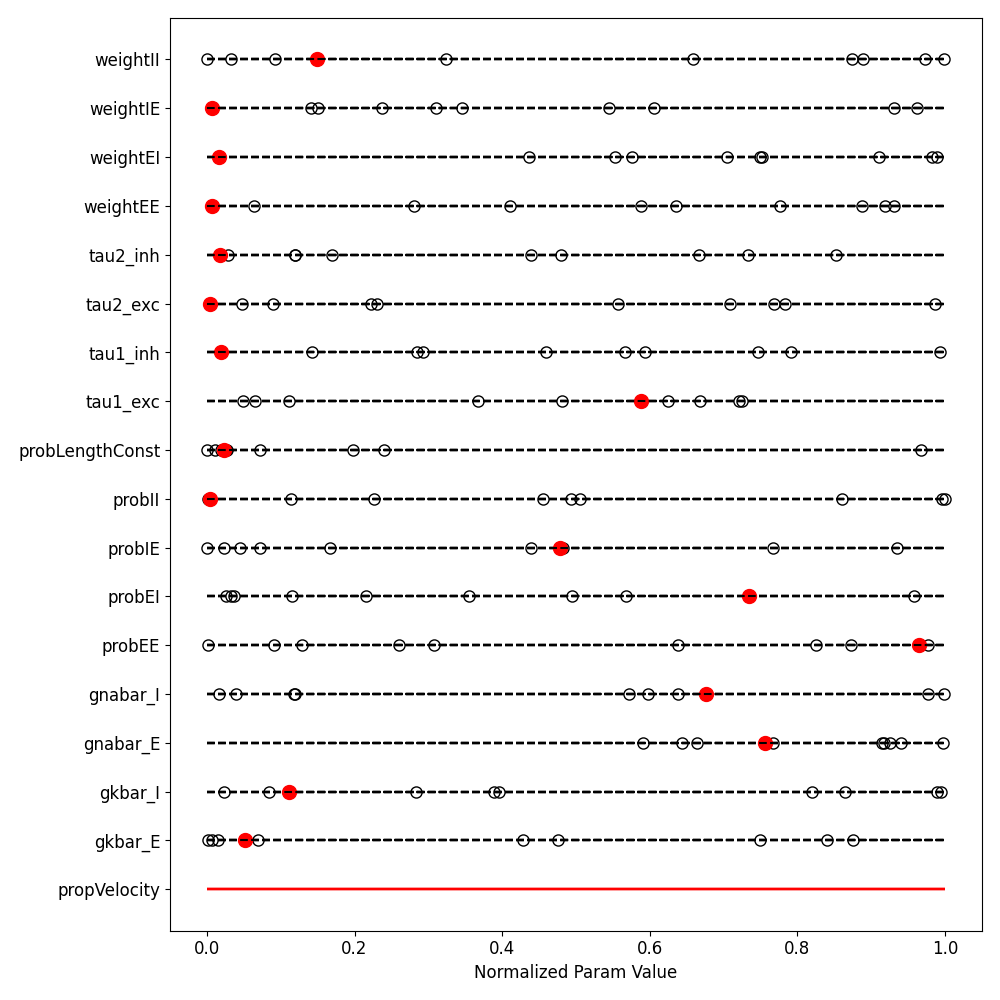 weightII
weightIE
weightEI
weightEE
tau2_inh
tau2_exc
tau1_inh
tau1_exc
probLengthConst
probII
probIE
probEI
probEE
gnabar_I
gnabar_E
gkbar_I
gkbar_E
propVelocity
0.0 0.2 0.4 0.6 0.8 1.0
Normalized Param Value